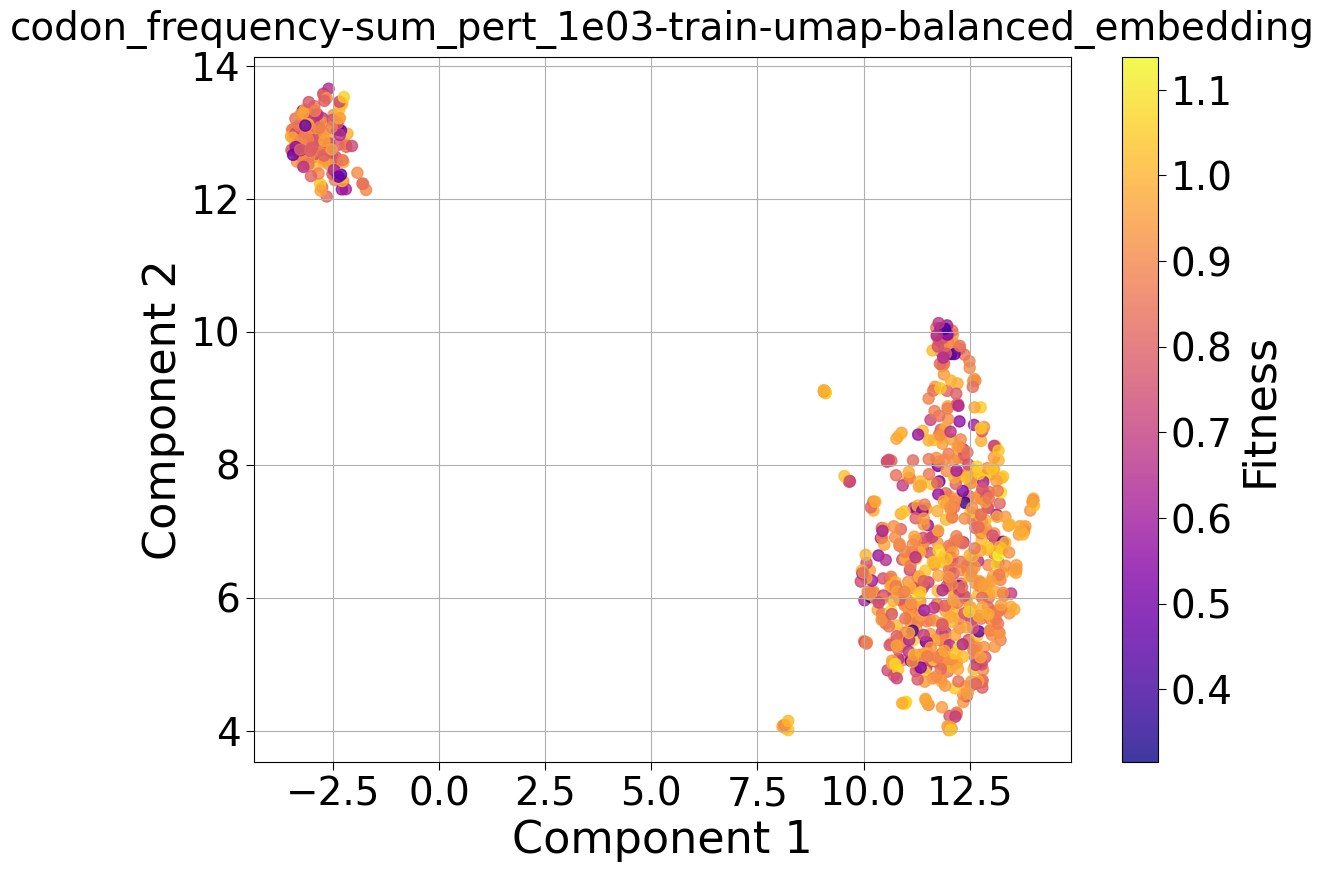 codon_frequency-sum_pert_1e03-train-umap-balanced_embedding
14
12
10
8
6
4
Component 2
−2.5 0.0 2.5 5.0 7.5 10.0 12.5
Component 1
1.1
1.0
0.9
0.8
0.7
0.6
0.5
0.4
Fitness